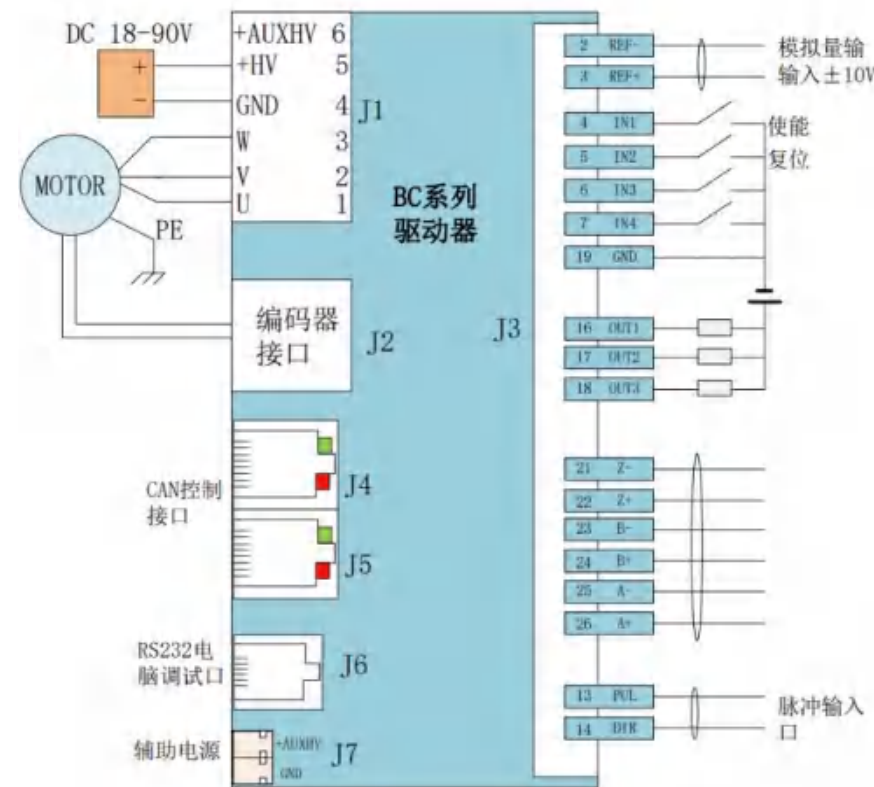 DC 18-90V
+
-
+AUXHV 6
+HV 5
GND 4
W 3
V 2
U 1
J1
MOTOR
PE
BC系列
驱动器
编码器
接口
J2
J3
CAN控制
接口
J4
J5
RS232电
脑调试口
J6
辅助电源
+AUXHV
GND
J7
2 REF-
3 REF+
模拟量输
输入±10V
4 IN1
使能
5 IN2
复位
6 IN3
7 IN4
19 GND
16 OUT1
17 OUT2
18 OUT3
21 Z-
22 Z+
23 B-
24 B+
25 A-
26 A+
13 PUL
14 DIR
脉冲输入
口